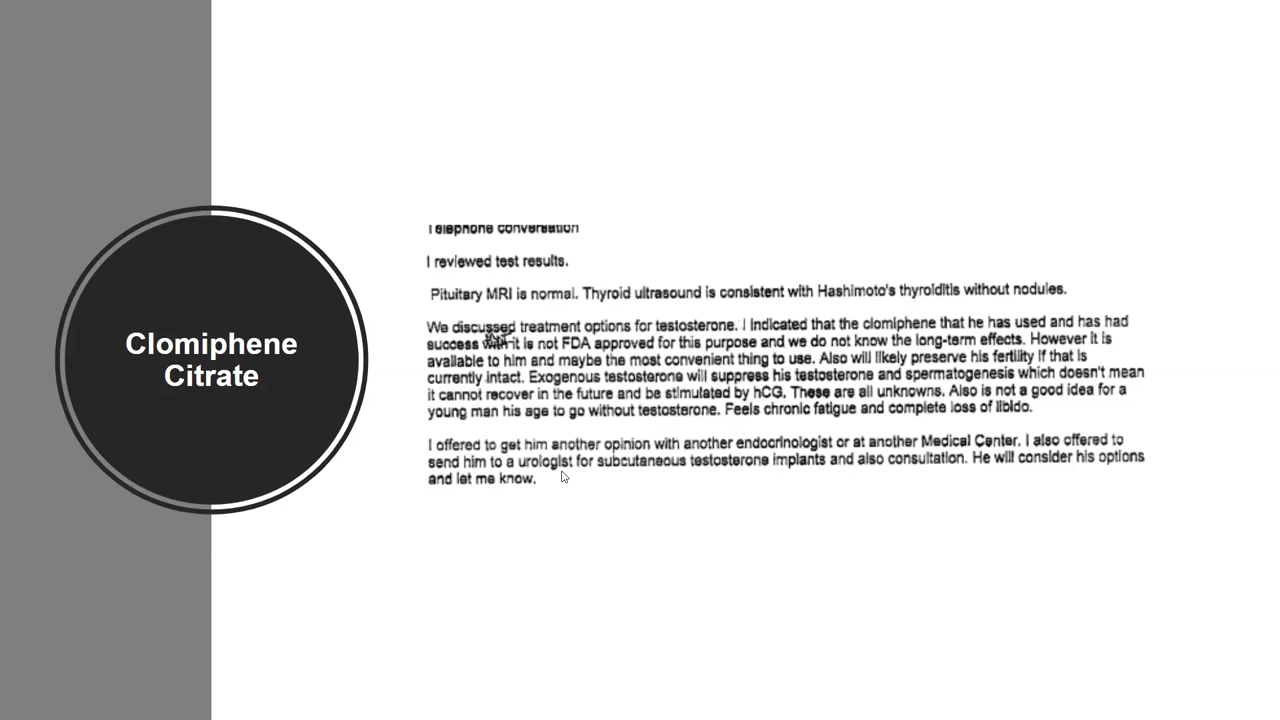 Clomiphene
Citrate
Telephone conversation
I reviewed test results.
Pituitary MRI is normal. Thyroid ultrasound is consistent with Hashimoto's thyroiditis without nodules.
We discussed treatment options for testosterone. I indicated that the clomiphene that he has used and has had
success with it is not FDA approved for this purpose and we do not know the long-term effects. However it is
available to him and maybe the most convenient thing to use. Also will likely preserve his fertility if that is
currently intact. Exogenous testosterone will suppress his testosterone and spermatogenesis which doesn't mean
it cannot recover in the future and be stimulated by hCG. These are all unknowns. Also is not a good idea for a
young man his age to go without testosterone. Feels chronic fatigue and complete loss of libido.
I offered to get him another opinion with another endocrinologist or at another Medical Center. I also offered to
send him to a urologist for subcutaneous testosterone implants and also consultation. He will consider his options
and let me know.